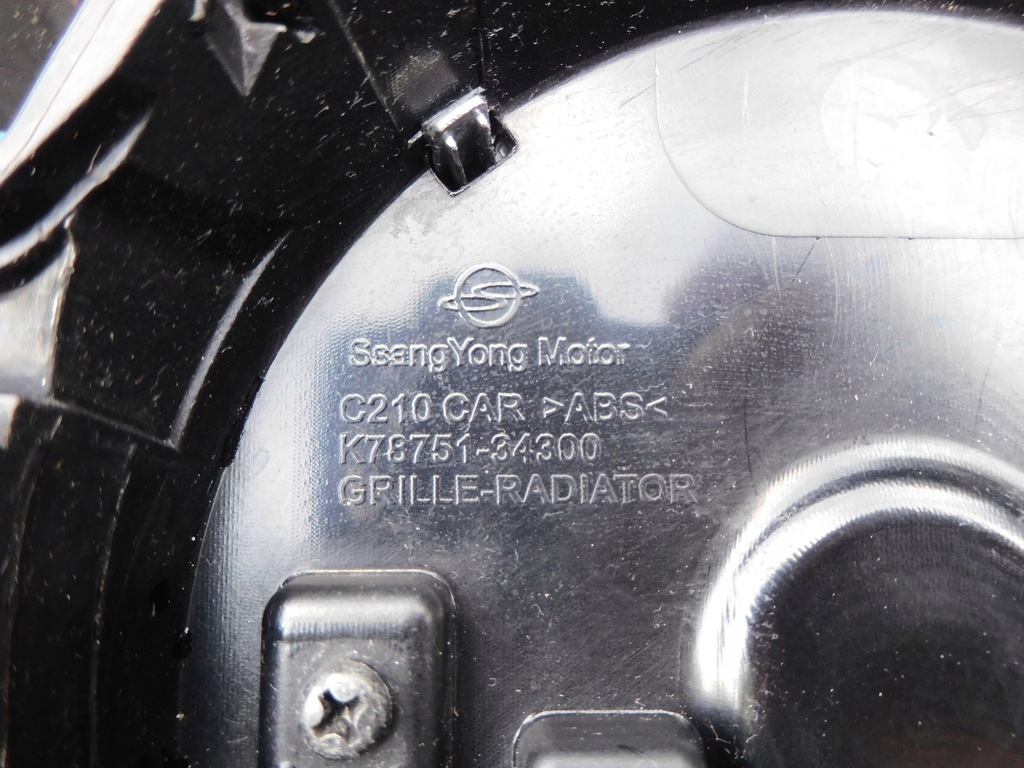 SsangYong Motor
C210 CAR >ABS<
K78751-34300
GRILLE-RADIATOR